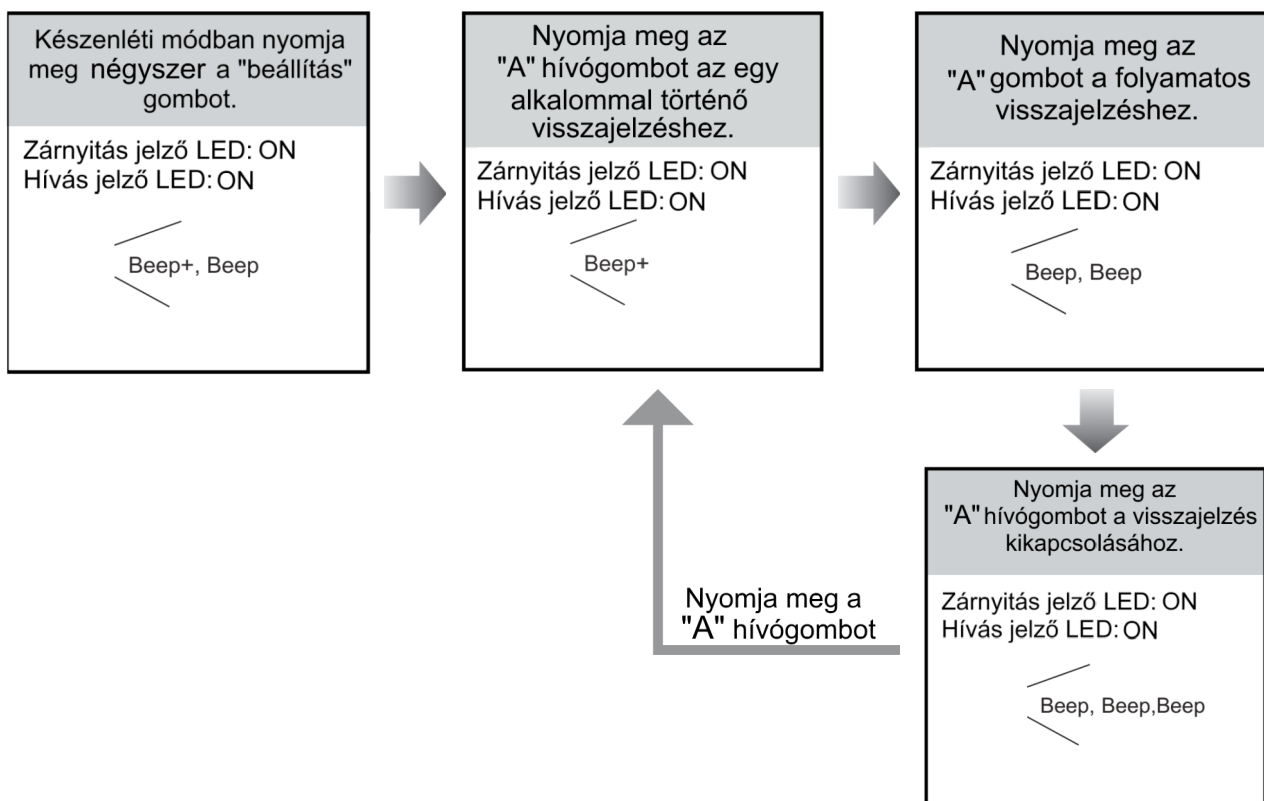 Készenléti módban nyomja
meg négyszer a "beállítás"
gombot.
Zárnyitás jelző LED: ON
Hívás jelző LED: ON
Beep+, Beep
Nyomja meg az
"A" hívógombot az egy
alkalommal történő
visszajelzéshez.
Zárnyitás jelző LED: ON
Hívás jelző LED: ON
Beep+
Nyomja meg az
"A" gombot a folyamatos
visszajelzéshez.
Zárnyitás jelző LED: ON
Hívás jelző LED: ON
Beep, Beep
Nyomja meg az
"A" hívógombot a visszajelzés
kikapcsolásához.
Zárnyitás jelző LED: ON
Hívás jelző LED: ON
Beep, Beep,Beep
Nyomja meg a
"A" hívógombot